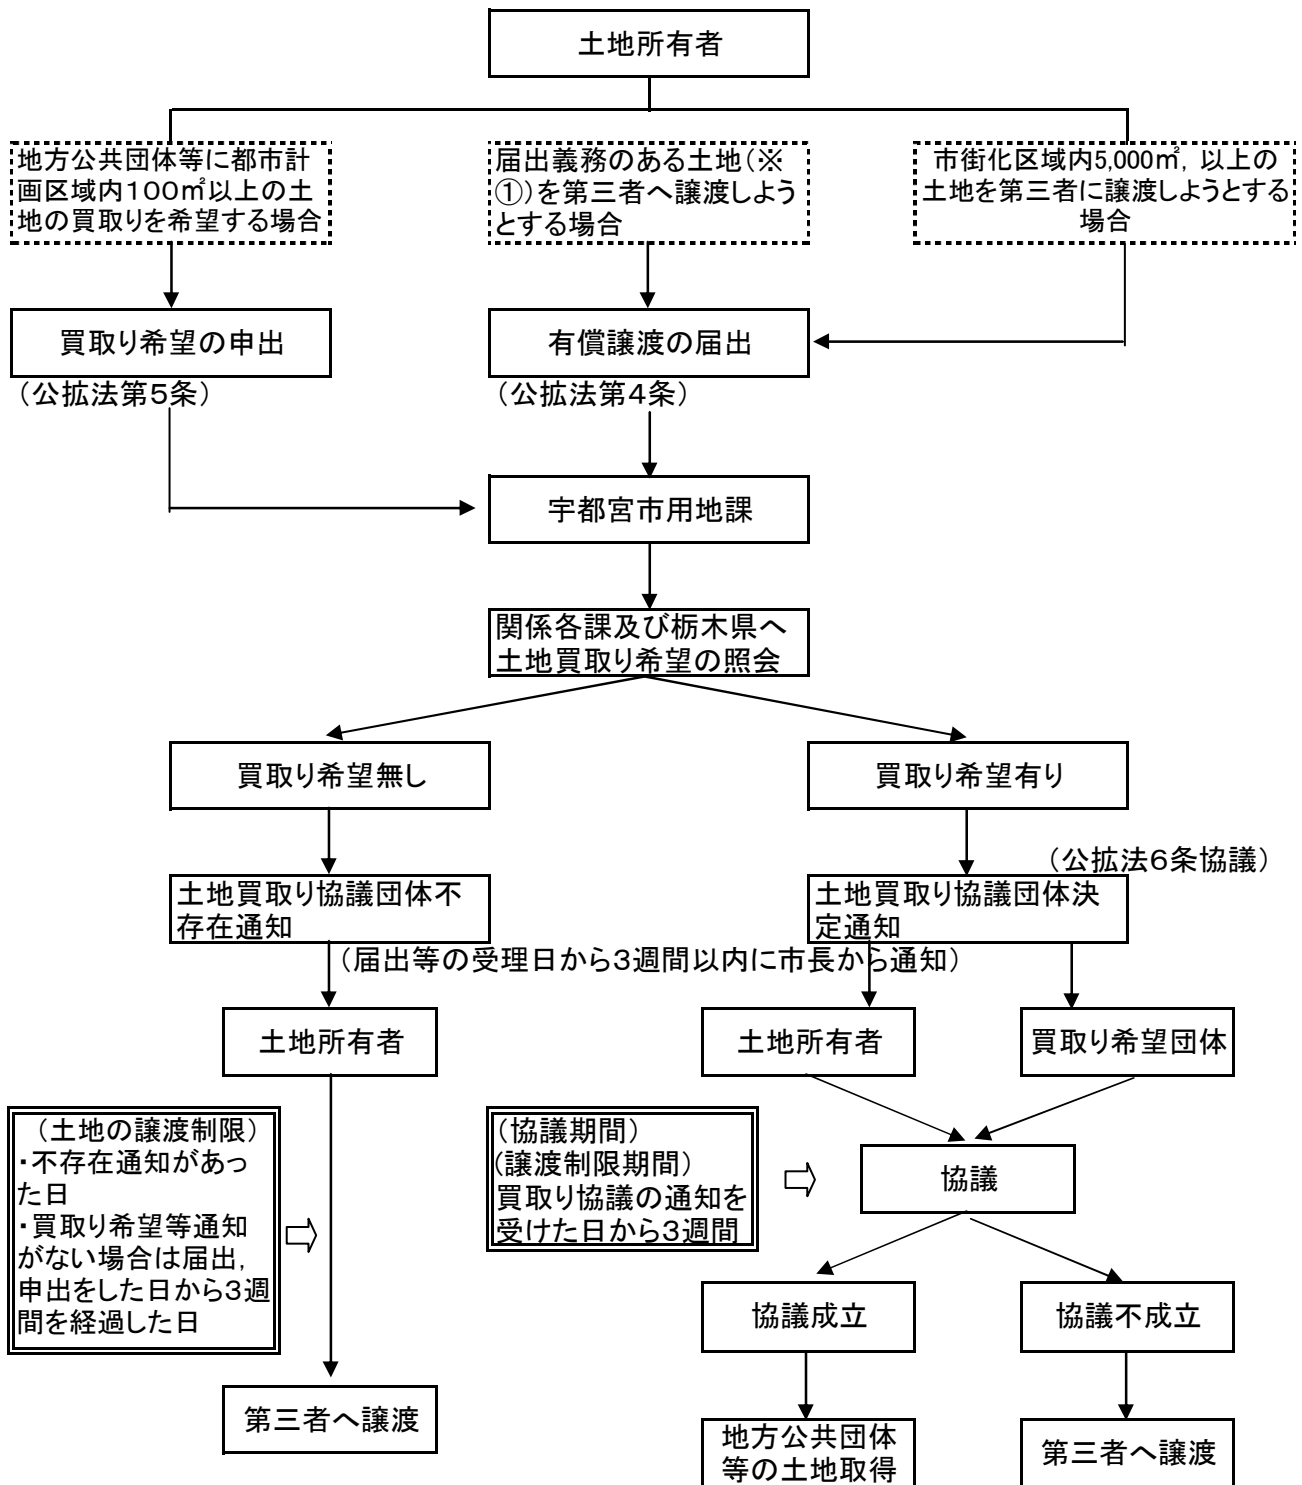 土地所有者
地方公共団体等に都市計
画区域内１００㎡以上の土
地の買取りを希望する場合
届出義務のある土地（※
①）を第三者へ譲渡しよう
とする場合
市街化区域内5,000㎡，以上の
土地を第三者に譲渡しようとする
場合
買取り希望の申出
（公拡法第５条）
有償譲渡の届出
（公拡法第４条）
宇都宮市用地課
関係各課及び栃木県へ
土地買取り希望の照会
買取り希望無し
買取り希望有り
（公拡法６条協議）
土地買取り協議団体不
存在通知
土地買取り協議団体決
定通知
（届出等の受理日から３週間以内に市長から通知）
土地所有者
土地所有者
買取り希望団体
（土地の譲渡制限）
・不存在通知があっ
た日
・買取り希望等通知
がない場合は届出，
申出をした日から３週
間を経過した日
（協議期間）
（譲渡制限期間）
買取り協議の通知を
受けた日から３週間
協議
協議成立
協議不成立
第三者へ譲渡
地方公共団体
等の土地取得
第三者へ譲渡